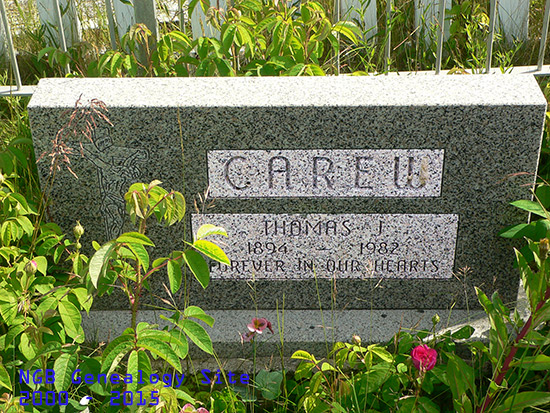 CAREW
THOMAS J.
1894 - 1982
FOREVER IN OUR HEARTS
NGB Genealogy Site
2000 - 2015